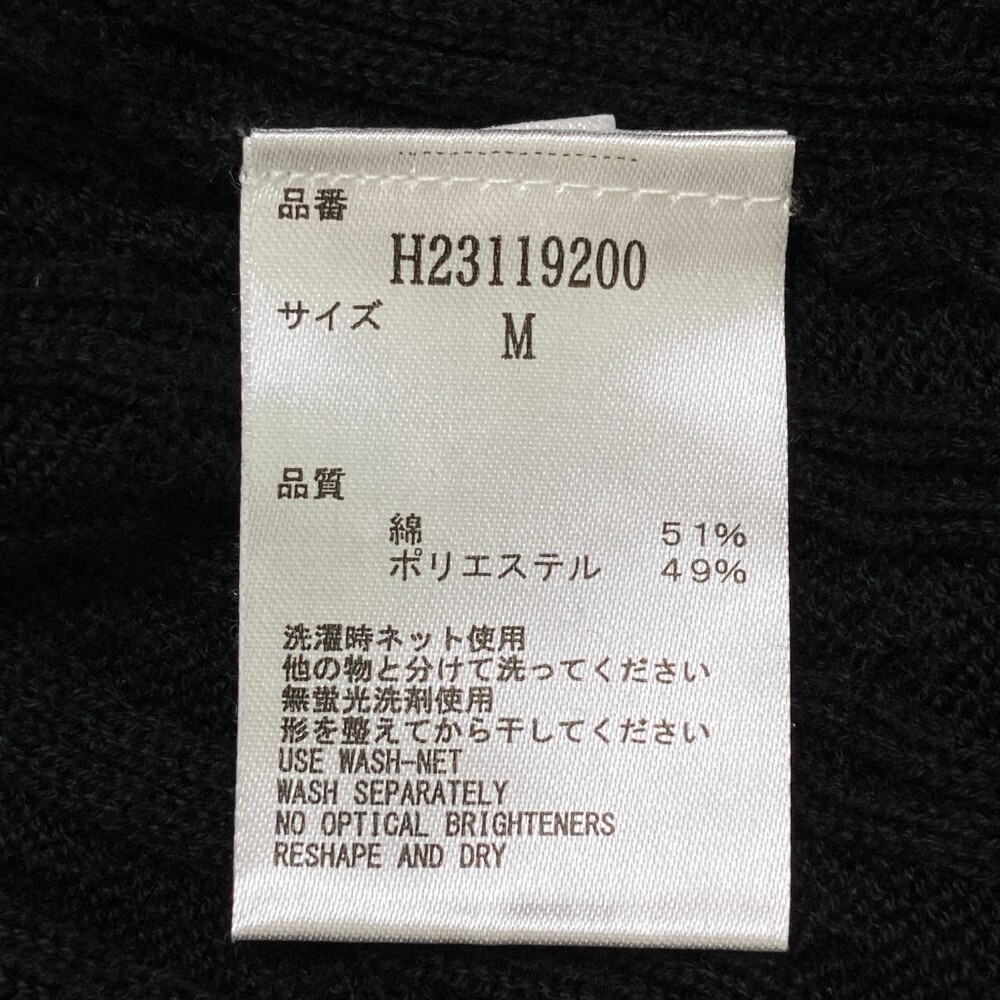 品番
H23119200
サイズ
M
品質
綿 51%
ポリエステル 49%
洗濯時ネット使用
他の物と分けて洗ってください
無蛍光洗剤使用
形を整えてから干してください
USE WASH-NET
WASH SEPARATELY
NO OPTICAL BRIGHTENERS
RESHAPE AND DRY